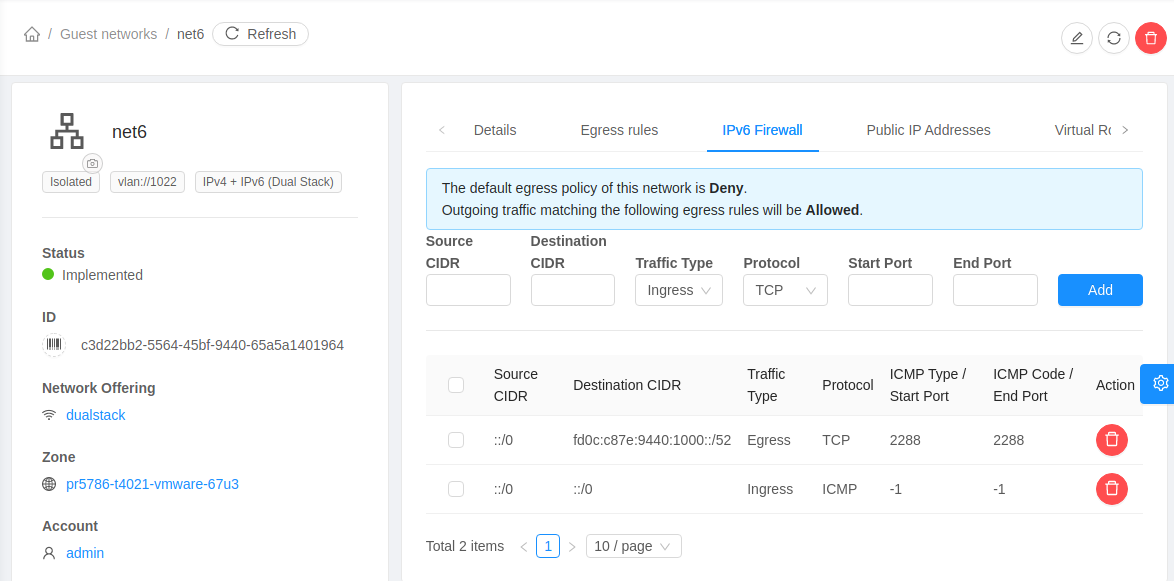 / Guest networks / net6 Refresh
net6
Isolated vlan://1022 IPv4 + IPv6 (Dual Stack)
Status
Implemented
ID
c3d22bb2-5564-45bf-9440-65a5a1401964
Network Offering
dualstack
Zone
pr5786-t4021-vmware-67u3
Account
admin
Details Egress rules IPv6 Firewall Public IP Addresses Virtual Ro
The default egress policy of this network is Deny.
Outgoing traffic matching the following egress rules will be Allowed.
Source CIDR Destination CIDR Traffic Type Protocol Start Port End Port
Ingress TCP Add
Source CIDR Destination CIDR Traffic Type Protocol ICMP Type / Start Port ICMP Code / End Port Action
::/0 fd0c:c87e:9440:1000::/52 Egress TCP 2288 2288
::/0 ::/0 Ingress ICMP -1 -1
Total 2 items 1 10 / page